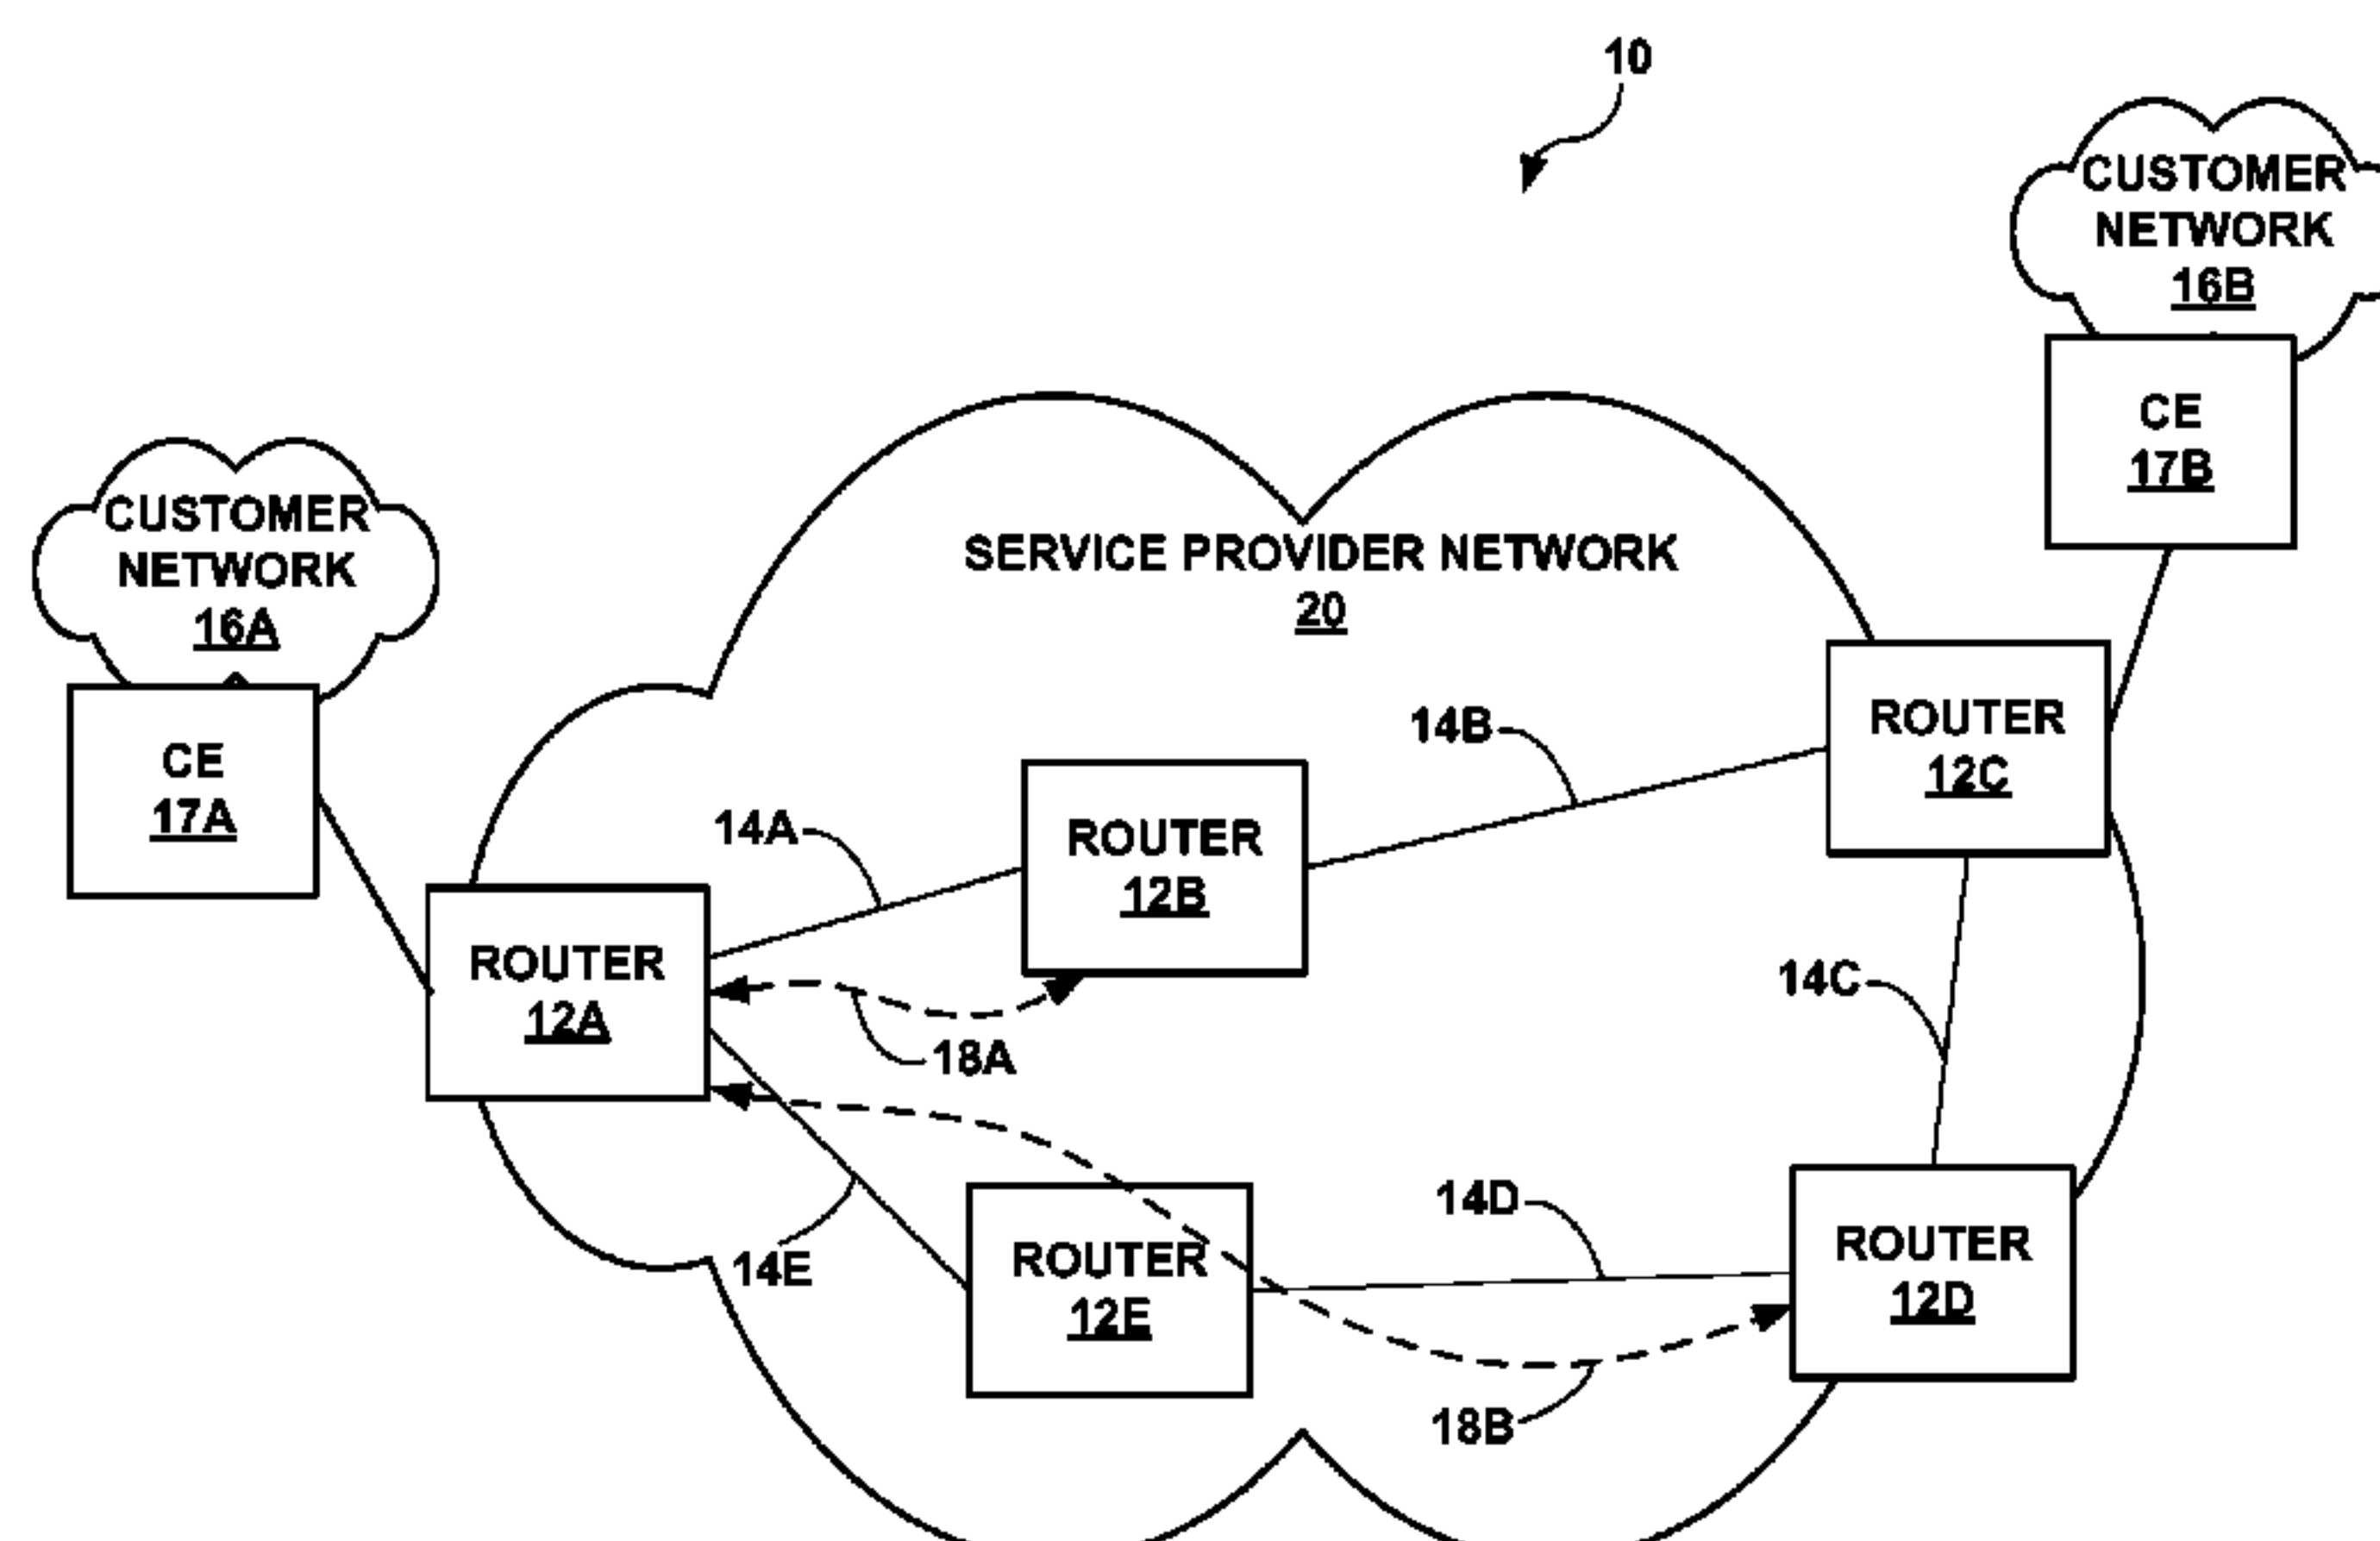 10
CUSTOMER
NETWORK
16B
CE
17B
CUSTOMER
NETWORK
16A
CE
17A
SERVICE PROVIDER NETWORK
20
ROUTER
12C
14B
14A
ROUTER
12B
ROUTER
12A
14C
18A
14E
ROUTER
12E
14D
ROUTER
12D
18B